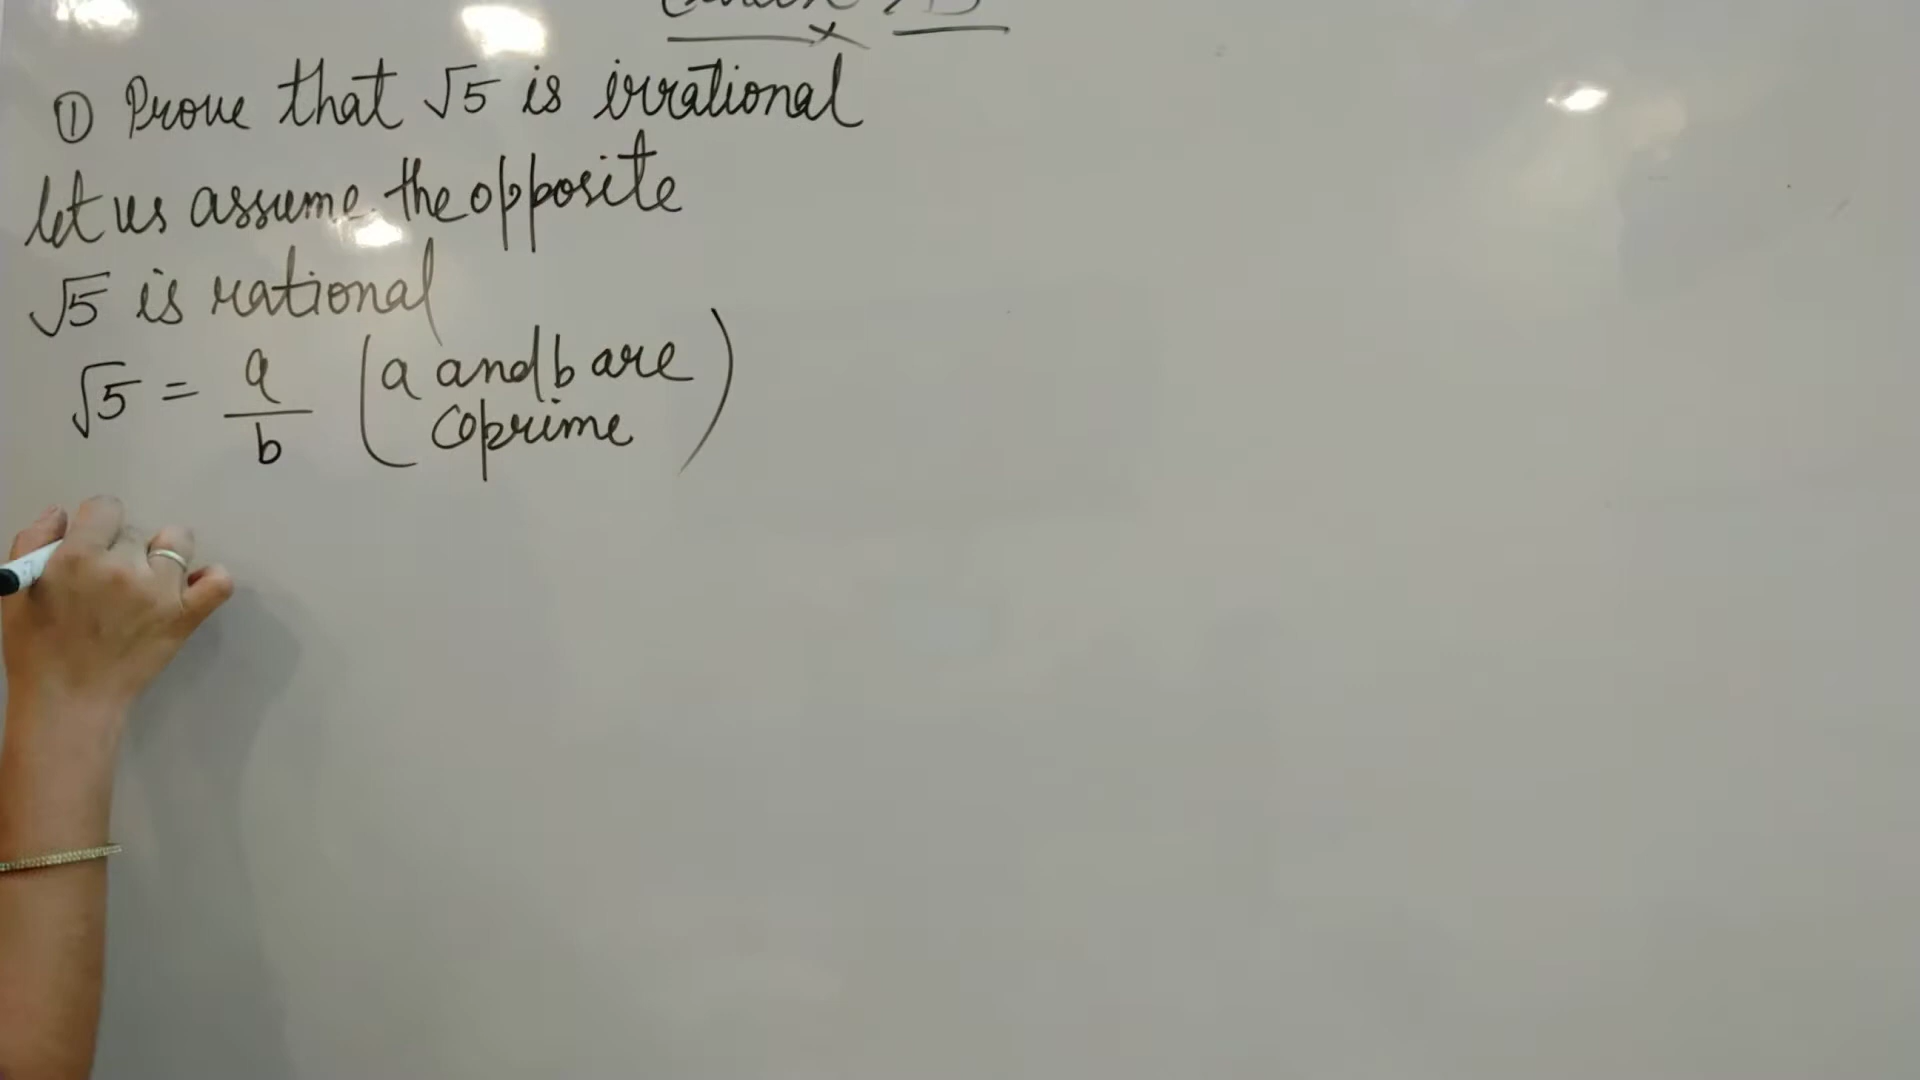 ① Prove that √5 is irrational
let us assume the opposite
√5 is rational
√5 = a/b (a and b are
coprime)